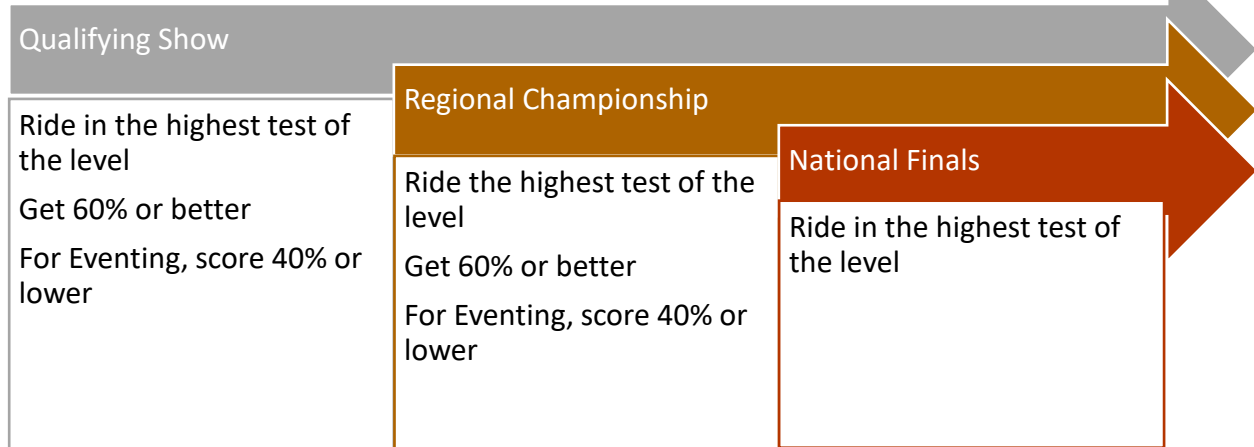 Qualifying Show
Ride in the highest test of
the level
Get 60% or better
For Eventing, score 40% or
lower
Regional Championship
Ride the highest test of the
level
Get 60% or better
For Eventing, score 40% or
lower
National Finals
Ride in the highest test of
the level